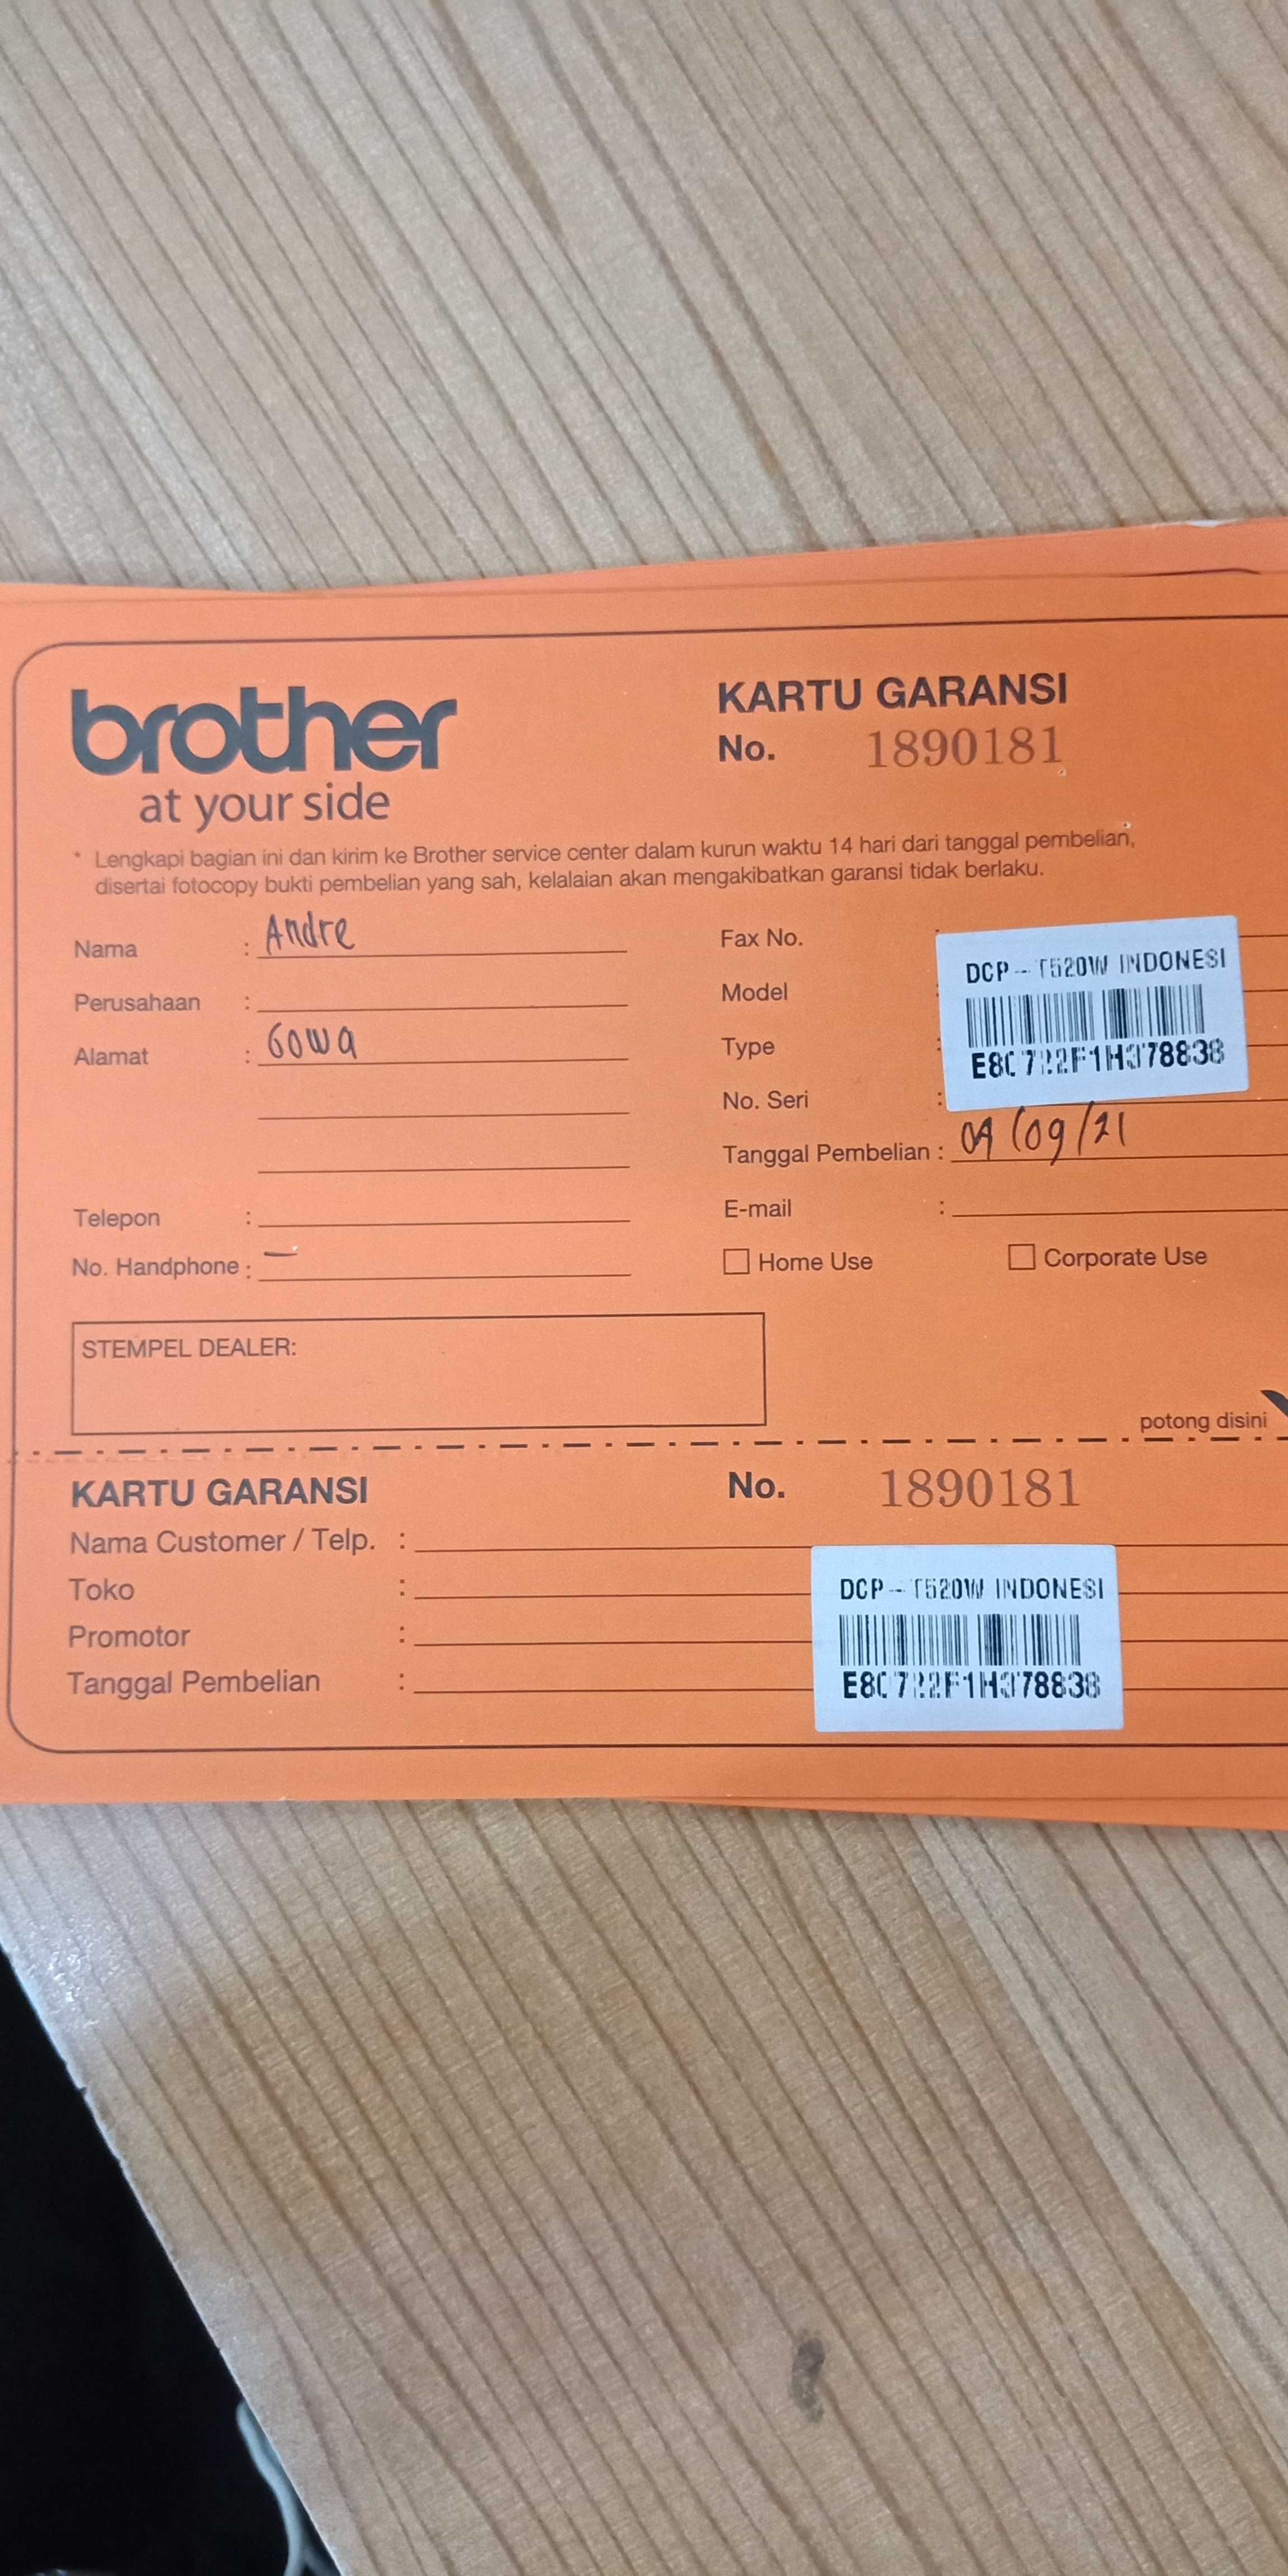 brother
at your side
KARTU GARANSI
No. 1890181
* Lengkapi bagian ini dan kirim ke Brother service center dalam kurun waktu 14 hari dari tanggal pembelian,
disertai fotocopy bukti pembelian yang sah, kelalaian akan mengakibatkan garansi tidak berlaku.
Nama : Andre
Perusahaan :
Alamat : Gowa
Telepon :
No. Handphone : —
Fax No. :
Model :
Type :
No. Seri :
DCP-T520W INDONESI
Tanggal Pembelian : /09/21
E-mail :
Home Use
Corporate Use
STEMPEL DEALER:
potong disini
KARTU GARANSI
No. 1890181
Nama Customer / Telp. :
Toko :
Promotor :
Tanggal Pembelian :
DCP-T520W INDONESI